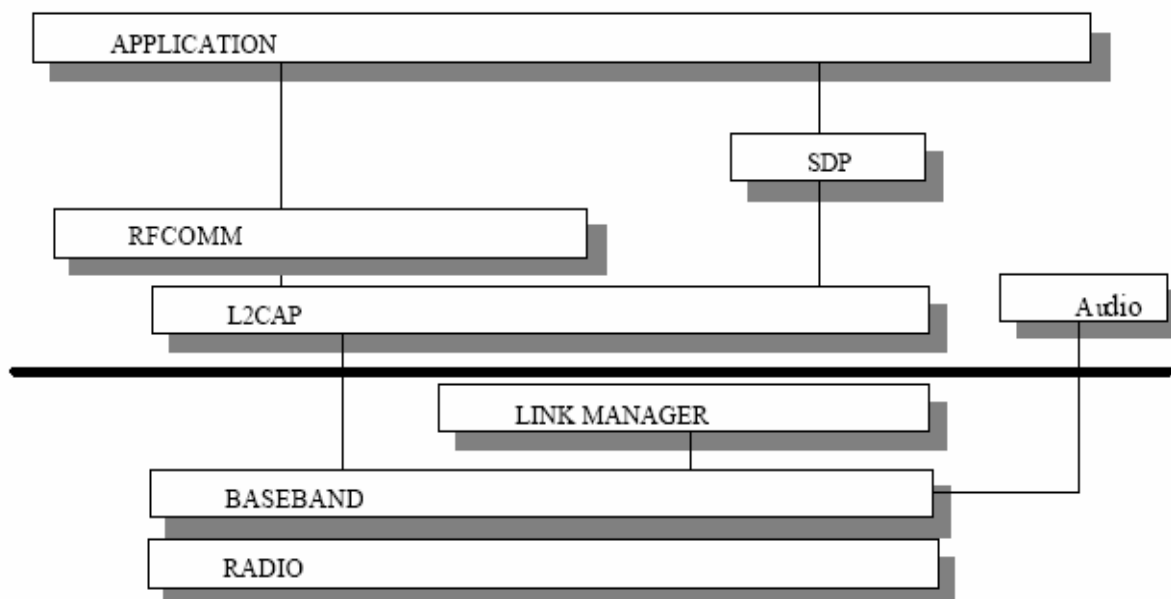 APPLICATION
SDP
RFCOMM
L2CAP
Audio
LINK MANAGER
BASEBAND
RADIO